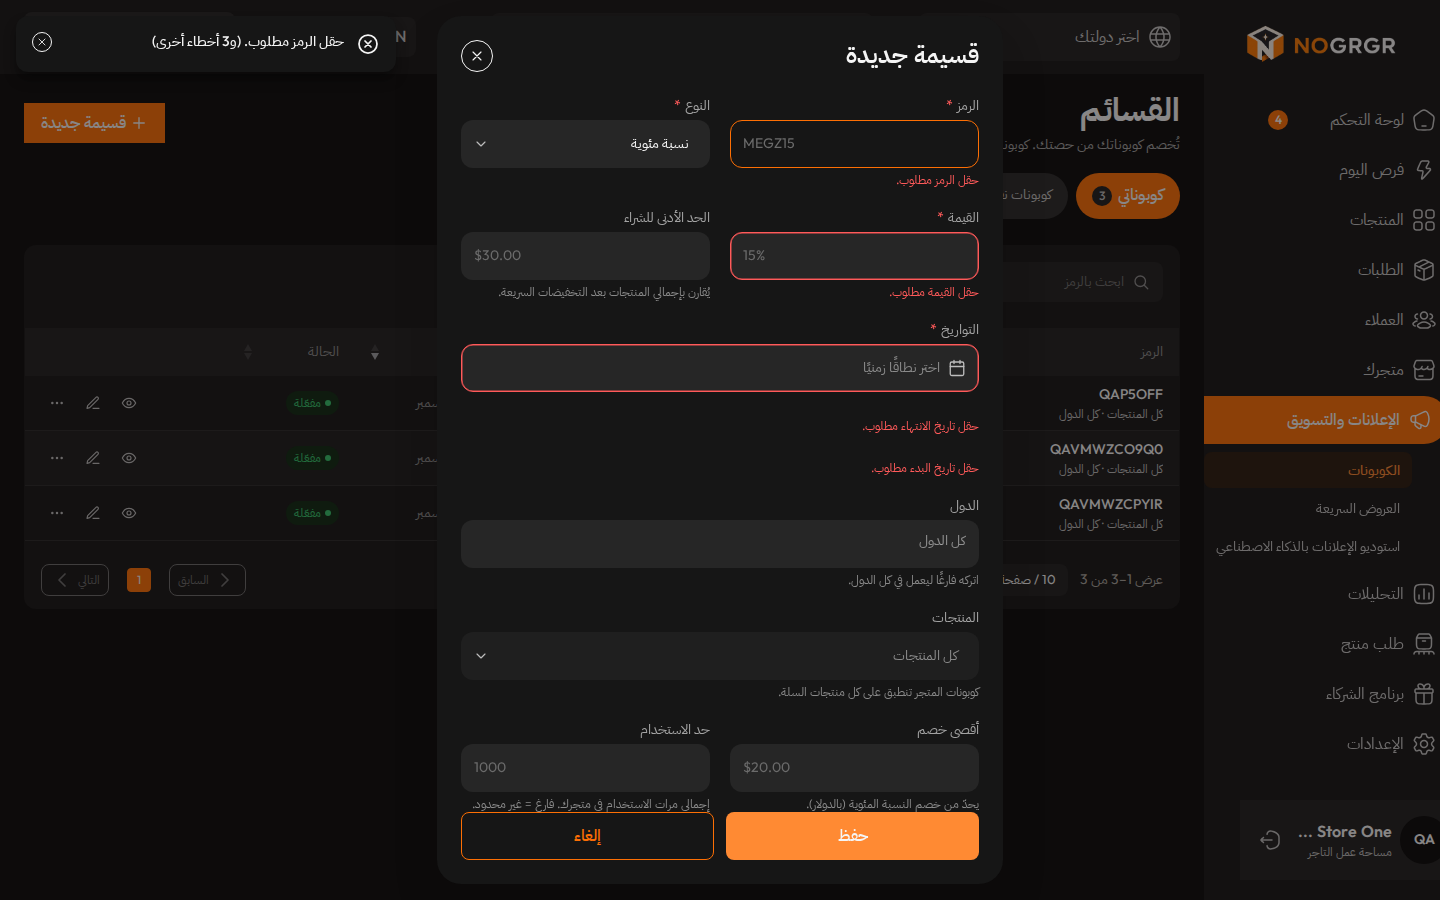 NOGRGR
لوحة التحكم
4
فرص اليوم
المنتجات
الطلبات
العملاء
متجرك
الإعلانات والتسويق
الكوبونات
العروض السريعة
استوديو الإعلانات بالذكاء الاصطناعي
التحليلات
طلب منتج
برنامج الشركاء
الإعدادات
QA
Store One ...
مساحة عمل التاجر
اختر دولتك
N
حقل الرمز مطلوب. (و3 أخطاء أخرى)
القسائم
تُخصم كوبوناتك من حصتك.
قسيمة جديدة
كوبوناتي 3
كوبونات
ابحث بالرمز
الرمز
الحالة
QAP5OFF
كل المنتجات · كل الدول
مفعّلة
QAVMWZCO9Q0
كل المنتجات · كل الدول
مفعّلة
QAVMWZCPYIR
كل المنتجات · كل الدول
مفعّلة
عرض 1–3 من 3
10 / صفحة
السابق
1
التالي
قسيمة جديدة
الرمز *
MEGZ15
حقل الرمز مطلوب.
النوع *
نسبة مئوية
القيمة *
15%
حقل القيمة مطلوب.
الحد الأدنى للشراء
$30.00
يُقارن بإجمالي المنتجات بعد التخفيضات السريعة.
التواريخ *
اختر نطاقًا زمنيًا
حقل تاريخ الانتهاء مطلوب.
حقل تاريخ البدء مطلوب.
الدول
كل الدول
اتركه فارغًا ليعمل في كل الدول.
المنتجات
كل المنتجات
كوبونات المتجر تنطبق على كل منتجات السلة.
أقصى خصم
$20.00
يحدّ من خصم النسبة المئوية (بالدولار).
حد الاستخدام
1000
إجمالي مرات الاستخدام في متجرك. فارغ = غير محدود.
حفظ
إلغاء